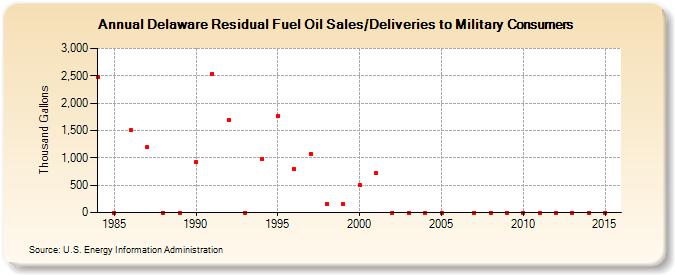 Annual Delaware Residual Fuel Oil Sales/Deliveries to Military Consumers
Thousand Gallons
3,000
2,500
2,000
1,500
1,000
500
0
1985 1990 1995 2000 2005 2010 2015
Source: U.S. Energy Information Administration